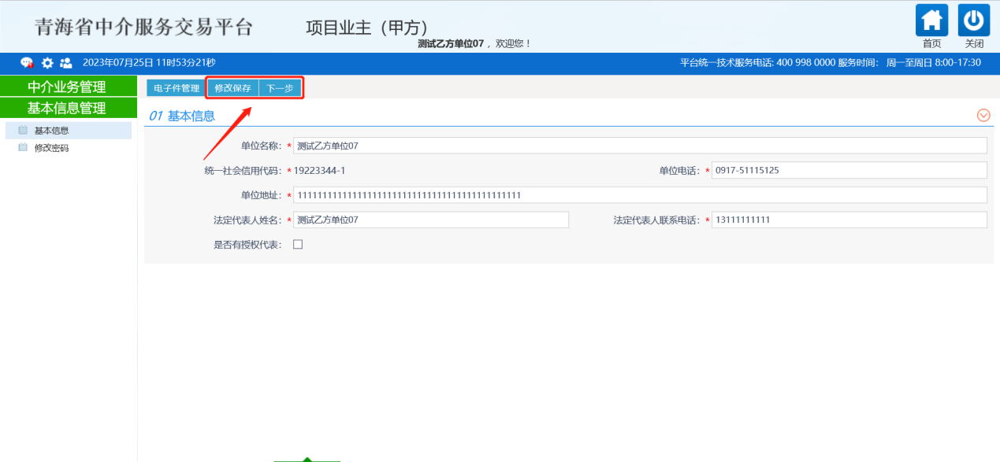 青海省中介服务交易平台 项目业主（甲方）
测试乙方单位07 ，欢迎您！
首页 关闭
2023年07月25日 11时53分21秒 平台统一技术服务电话: 400 998 0000 服务时间： 周一至周日 8:00-17:30
中介业务管理
基本信息管理
基本信息
修改密码
电子件管理 修改保存 下一步
01 基本信息
单位名称： * 测试乙方单位07
统一社会信用代码： * 19223344-1 单位电话： * 0917-51115125
单位地址： * 111111111111111111111111111111111111111111111
法定代表人姓名： * 测试乙方单位07 法定代表人联系电话： * 13111111111
是否有授权代表：